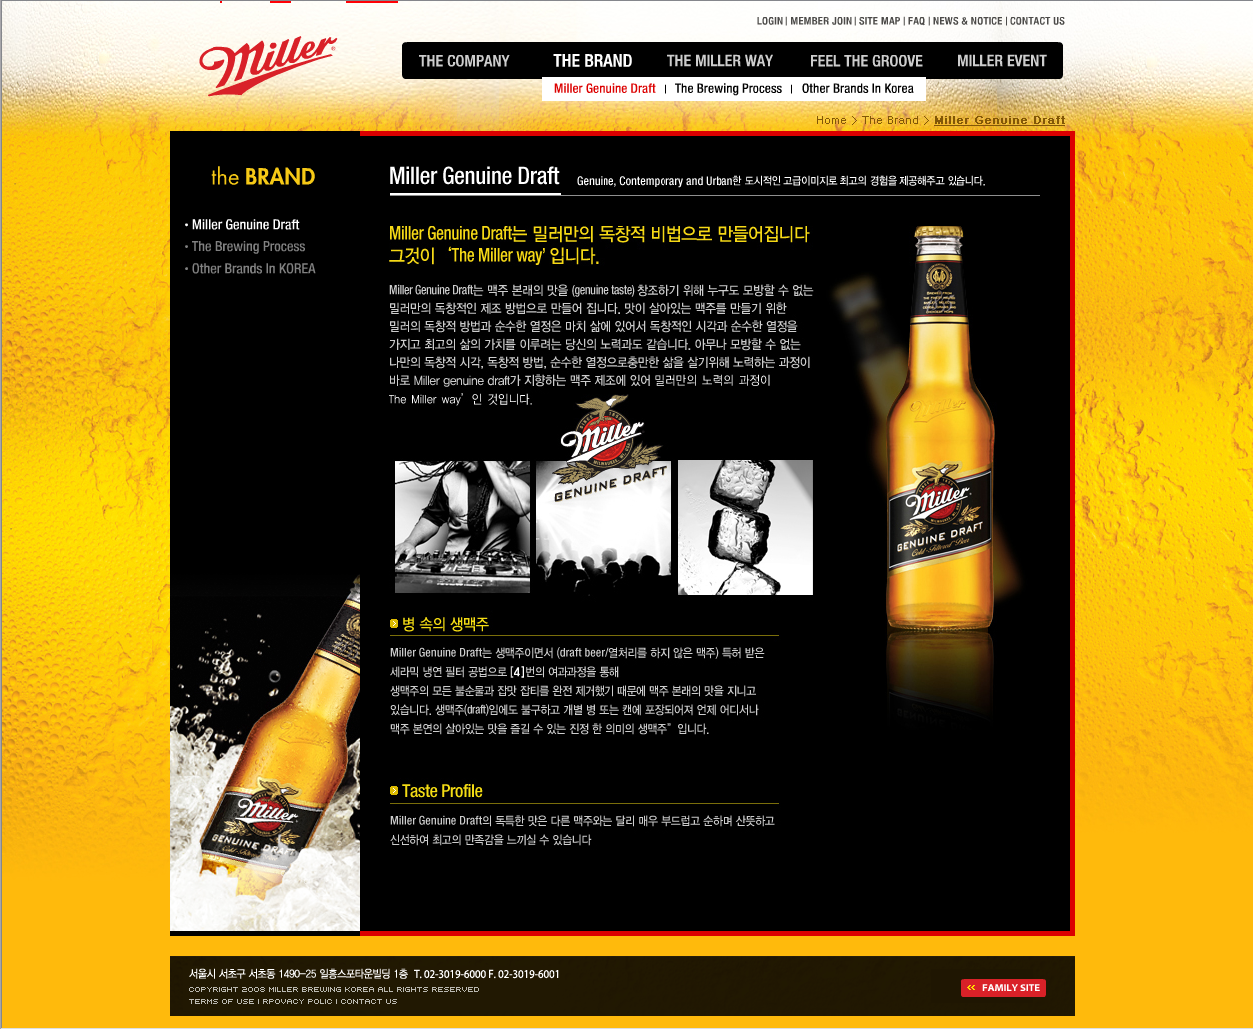 LOGIN | MEMBER JOIN | SITE MAP | FAQ | NEWS & NOTICE | CONTACT US
Miller
THE COMPANY THE BRAND THE MILLER WAY FEEL THE GROOVE MILLER EVENT
Miller Genuine Draft | The Brewing Process | Other Brands In Korea
Home > The Brand > Miller Genuine Draft
the BRAND
• Miller Genuine Draft
• The Brewing Process
• Other Brands In KOREA
Miller Genuine Draft Genuine, Contemporary and Urban한 도시적인 고급이미지로 최고의 경험을 제공해주고 있습니다.
Miller Genuine Draft는 밀러만의 독창적 비법으로 만들어집니다
그것이 ‘The Miller way’ 입니다.
Miller Genuine Draft는 맥주 본래의 맛을 (genuine taste) 창조하기 위해 누구도 모방할 수 없는
밀러만의 독창적인 제조 방법으로 만들어 집니다. 맛이 살아있는 맥주를 만들기 위한
밀러의 독창적 방법과 순수한 열정은 마치 삶에 있어서 독창적인 시각과 순수한 열정을
가지고 최고의 삶의 가치를 이루려는 당신의 노력과도 같습니다. 아무나 모방할 수 없는
나만의 독창적 시각, 독창적 방법, 순수한 열정으로충만한 삶을 살기위해 노력하는 과정이
바로 Miller genuine draft가 지향하는 맥주 제조에 있어 밀러만의 노력의 과정이
The Miller way’ 인 것입니다.
SINCE 1855
Miller
MILWAUKEE, WI, USA
GENUINE DRAFT
Miller
Miller
GENUINE DRAFT
Cold-Filtered Beer
병 속의 생맥주
Miller Genuine Draft는 생맥주이면서 (draft beer/열처리를 하지 않은 맥주) 특허 받은
세라믹 냉연 필터 공법으로 [4]번의 여과과정을 통해
생맥주의 모든 불순물과 잡맛 잡티를 완전 제거했기 때문에 맥주 본래의 맛을 지니고
있습니다. 생맥주(draft)임에도 불구하고 개별 병 또는 캔에 포장되어져 언제 어디서나
맥주 본연의 살아있는 맛을 즐길 수 있는 진정 한 의미의 생맥주” 입니다.
Taste Profile
Miller Genuine Draft의 독특한 맛은 다른 맥주와는 달리 매우 부드럽고 순하며 산뜻하고
신선하여 최고의 만족감을 느끼실 수 있습니다
Miller
GENUINE DRAFT
서울시 서초구 서초동 1490-25 일흥스포타운빌딩 1층 T. 02-3019-6000 F. 02-3019-6001
COPYRIGHT 2008 MILLER BREWING KOREA ALL RIGHTS RESERVED
TERMS OF USE | RPOVACY POLIC | CONTACT US
FAMILY SITE